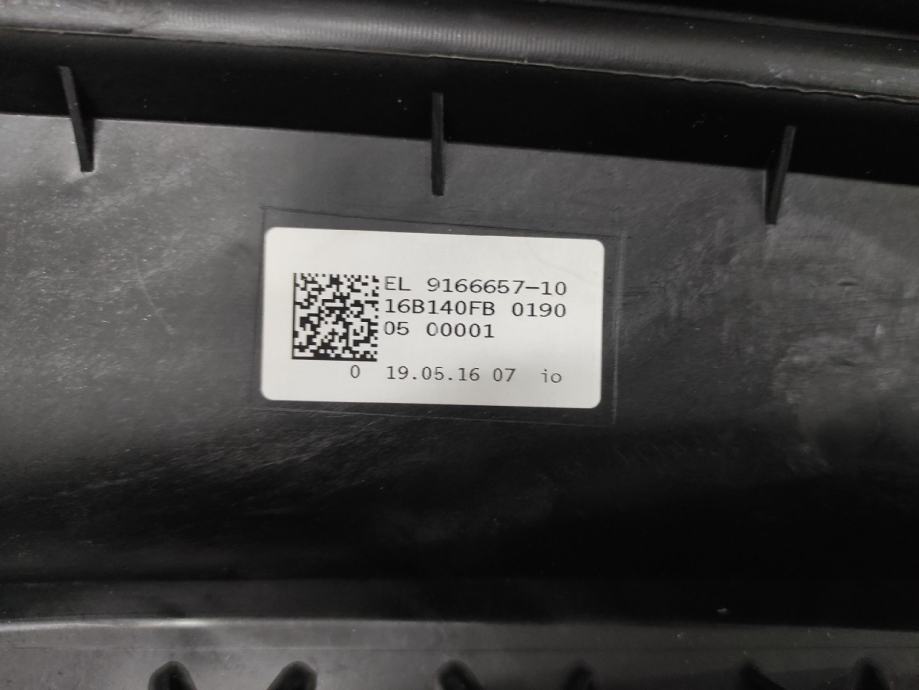 EL 9166657-10
16B140FB 0190
05 00001
0 19.05.16 07 io